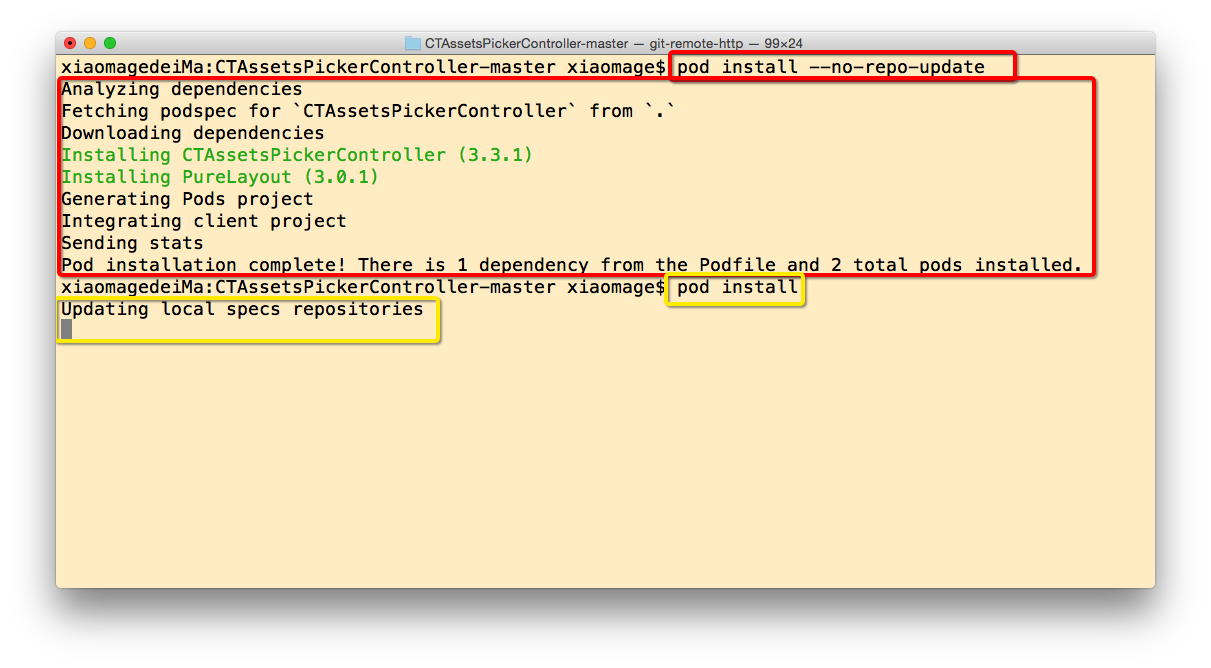 CTAssetsPickerController-master — git-remote-http — 99×24
xiaomagedeiMa:CTAssetsPickerController-master xiaomage$ pod install --no-repo-update
Analyzing dependencies
Fetching podspec for `CTAssetsPickerController` from `.`
Downloading dependencies
Installing CTAssetsPickerController (3.3.1)
Installing PureLayout (3.0.1)
Generating Pods project
Integrating client project
Sending stats
Pod installation complete! There is 1 dependency from the Podfile and 2 total pods installed.
xiaomagedeiMa:CTAssetsPickerController-master xiaomage$ pod install
Updating local specs repositories